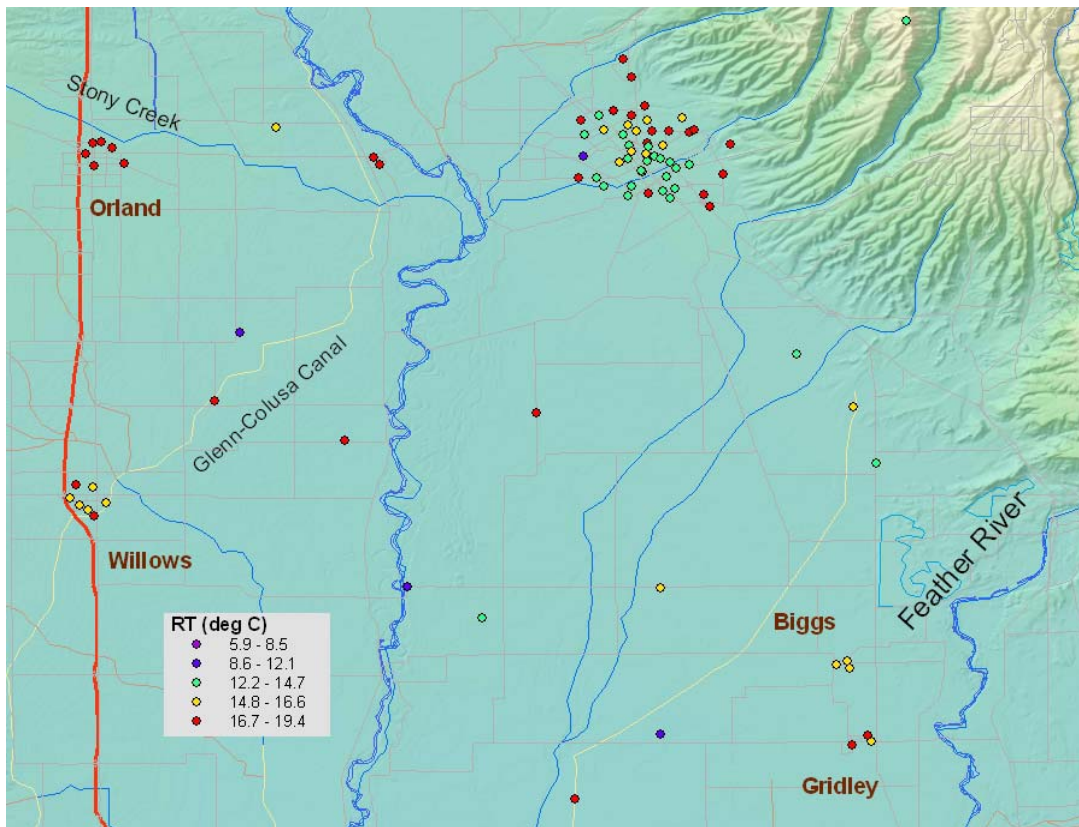 Stony Creek
Orland
Glenn-Colusa Canal
Willows
Feather River
Biggs
RT (deg C)
5.9 - 8.5
8.6 - 12.1
12.2 - 14.7
14.8 - 16.6
16.7 - 19.4
Gridley